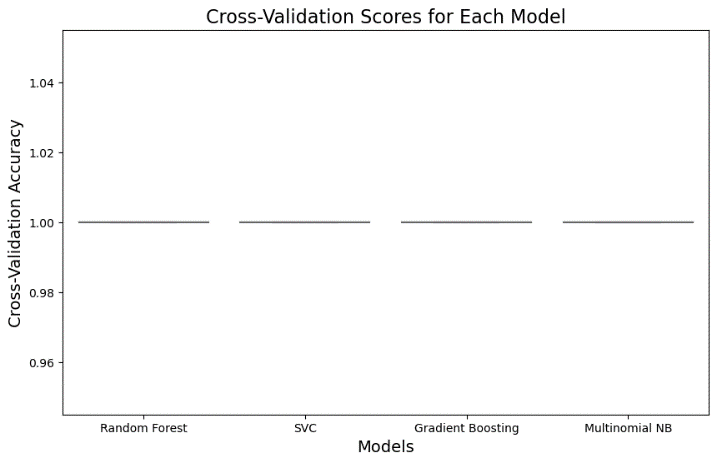 Cross-Validation Scores for Each Model
Cross-Validation Accuracy
1.04
1.02
1.00
0.98
0.96
Random Forest
SVC
Gradient Boosting
Multinomial NB
Models